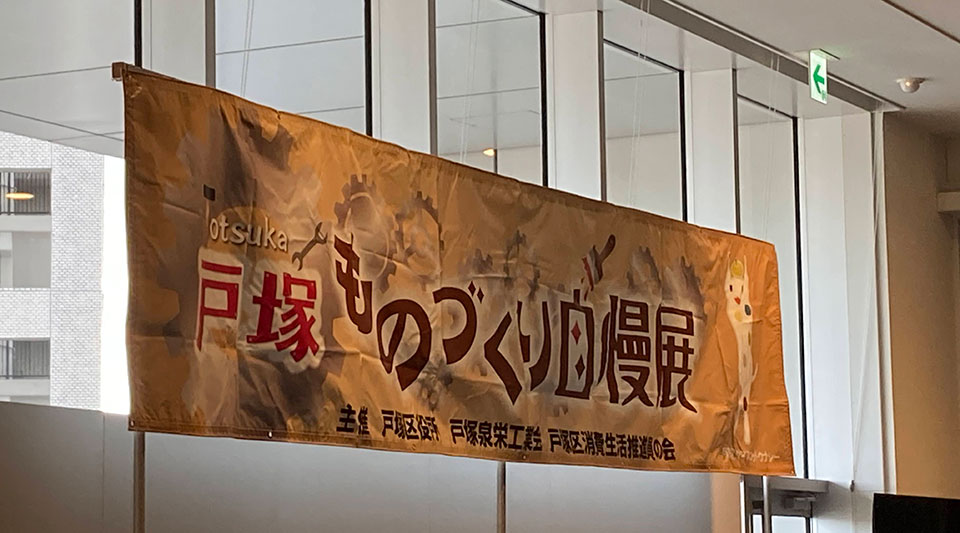 Totsuka
戸塚ものづくり自慢展
主催 戸塚区役所 戸塚泉栄工業会 戸塚区消費生活推進員の会